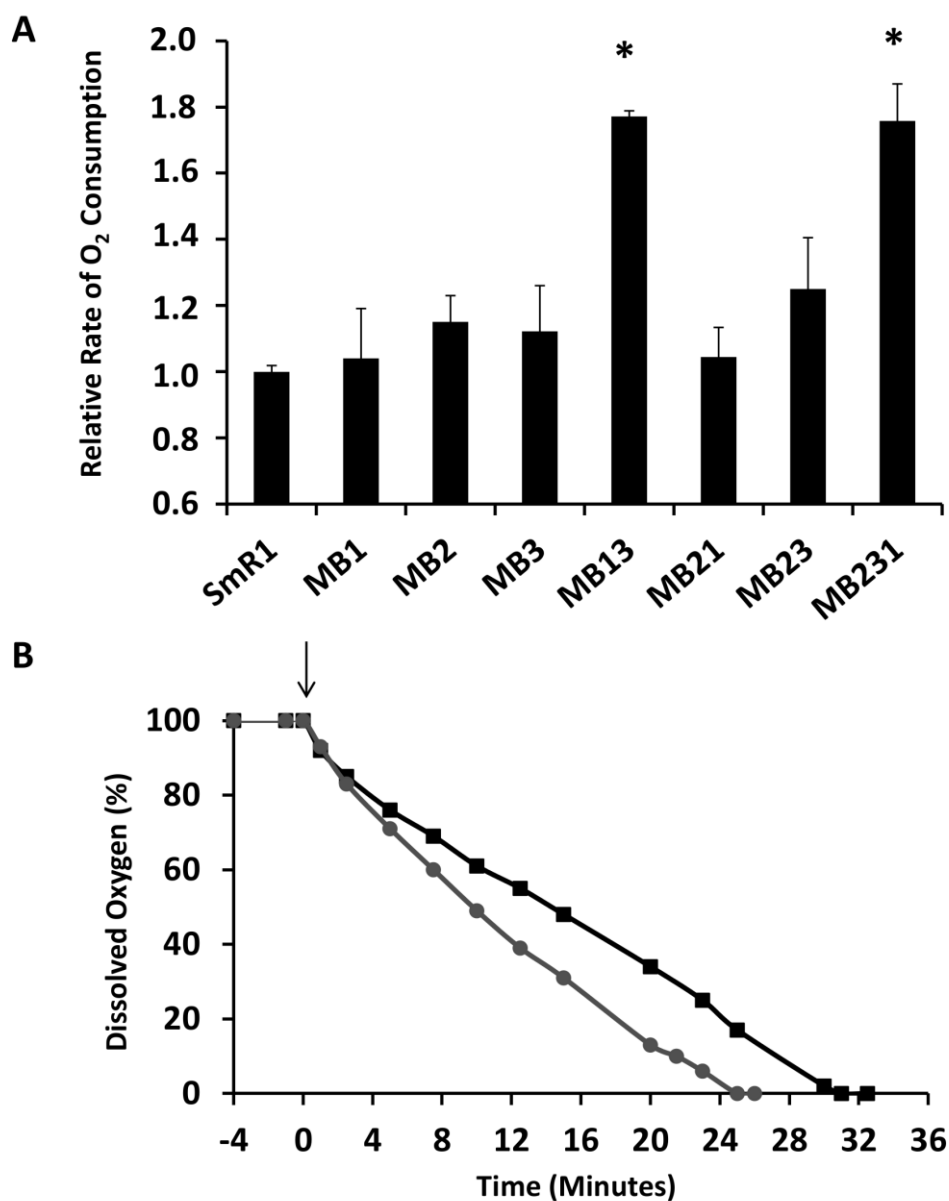 A
Relative Rate of O₂ Consumption
2.0
1.8
1.6
1.4
1.2
1.0
0.8
0.6
*
*
SmR1 MB1 MB2 MB3 MB13 MB21 MB23 MB231
B
Dissolved Oxygen (%)
100
80
60
40
20
0
-4 0 4 8 12 16 20 24 28 32 36
Time (Minutes)